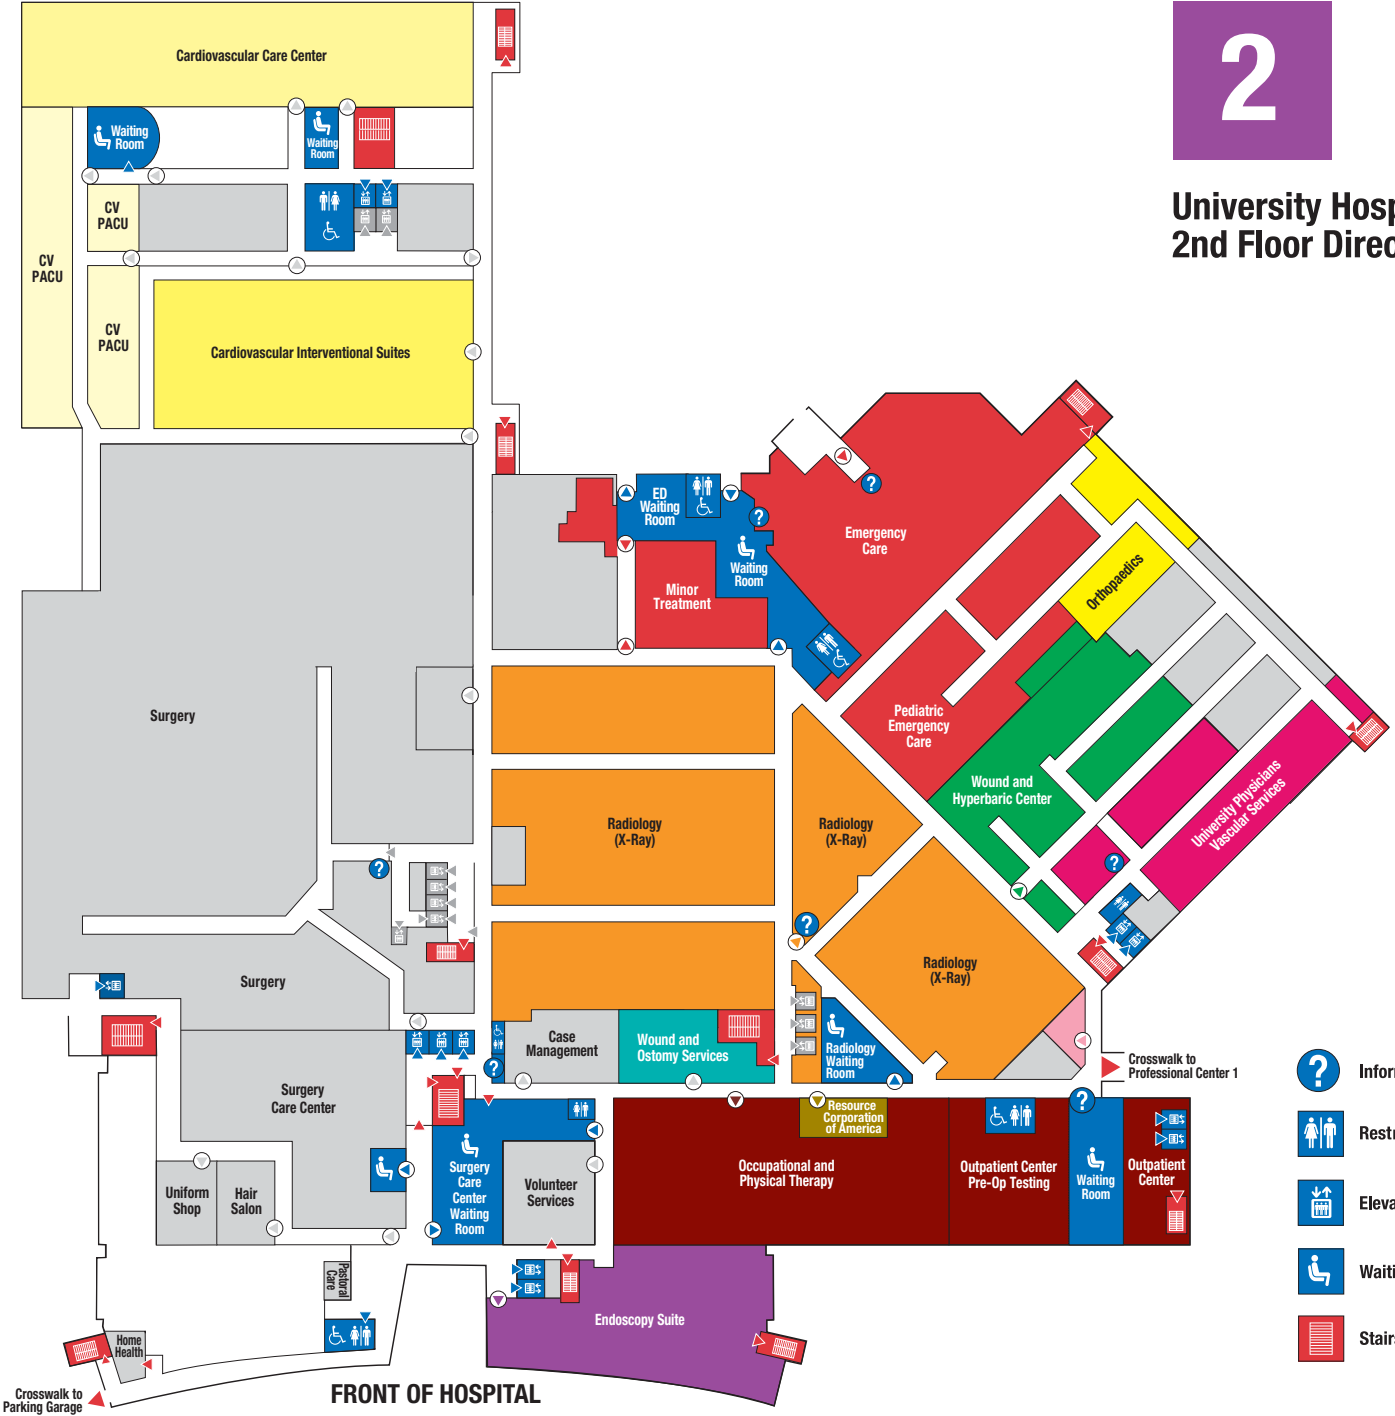 2
University Hosp
2nd Floor Direc
Cardiovascular Care Center
Waiting
Room
Waiting
Room
CV
PACU
CV
PACU
CV
PACU
Cardiovascular Interventional Suites
ED
Waiting
Room
Waiting
Room
Emergency
Care
Minor
Treatment
Orthopaedics
Pediatric
Emergency
Care
Surgery
Wound and
Hyperbaric Center
University Physicians
Vascular Services
Radiology
(X-Ray)
Radiology
(X-Ray)
Radiology
(X-Ray)
Surgery
Case
Management
Wound and
Ostomy Services
Radiology
Waiting
Room
Crosswalk to
Professional Center 1
Surgery
Care Center
Resource
Corporation
of America
Surgery
Care
Center
Waiting
Room
Volunteer
Services
Occupational and
Physical Therapy
Outpatient Center
Pre-Op Testing
Waiting
Room
Outpatient
Center
Uniform
Shop
Hair
Salon
Pastoral
Care
Endoscopy Suite
Home
Health
Crosswalk to
Parking Garage
FRONT OF HOSPITAL
?
Inform
Restr
Eleva
Waiti
Stairs